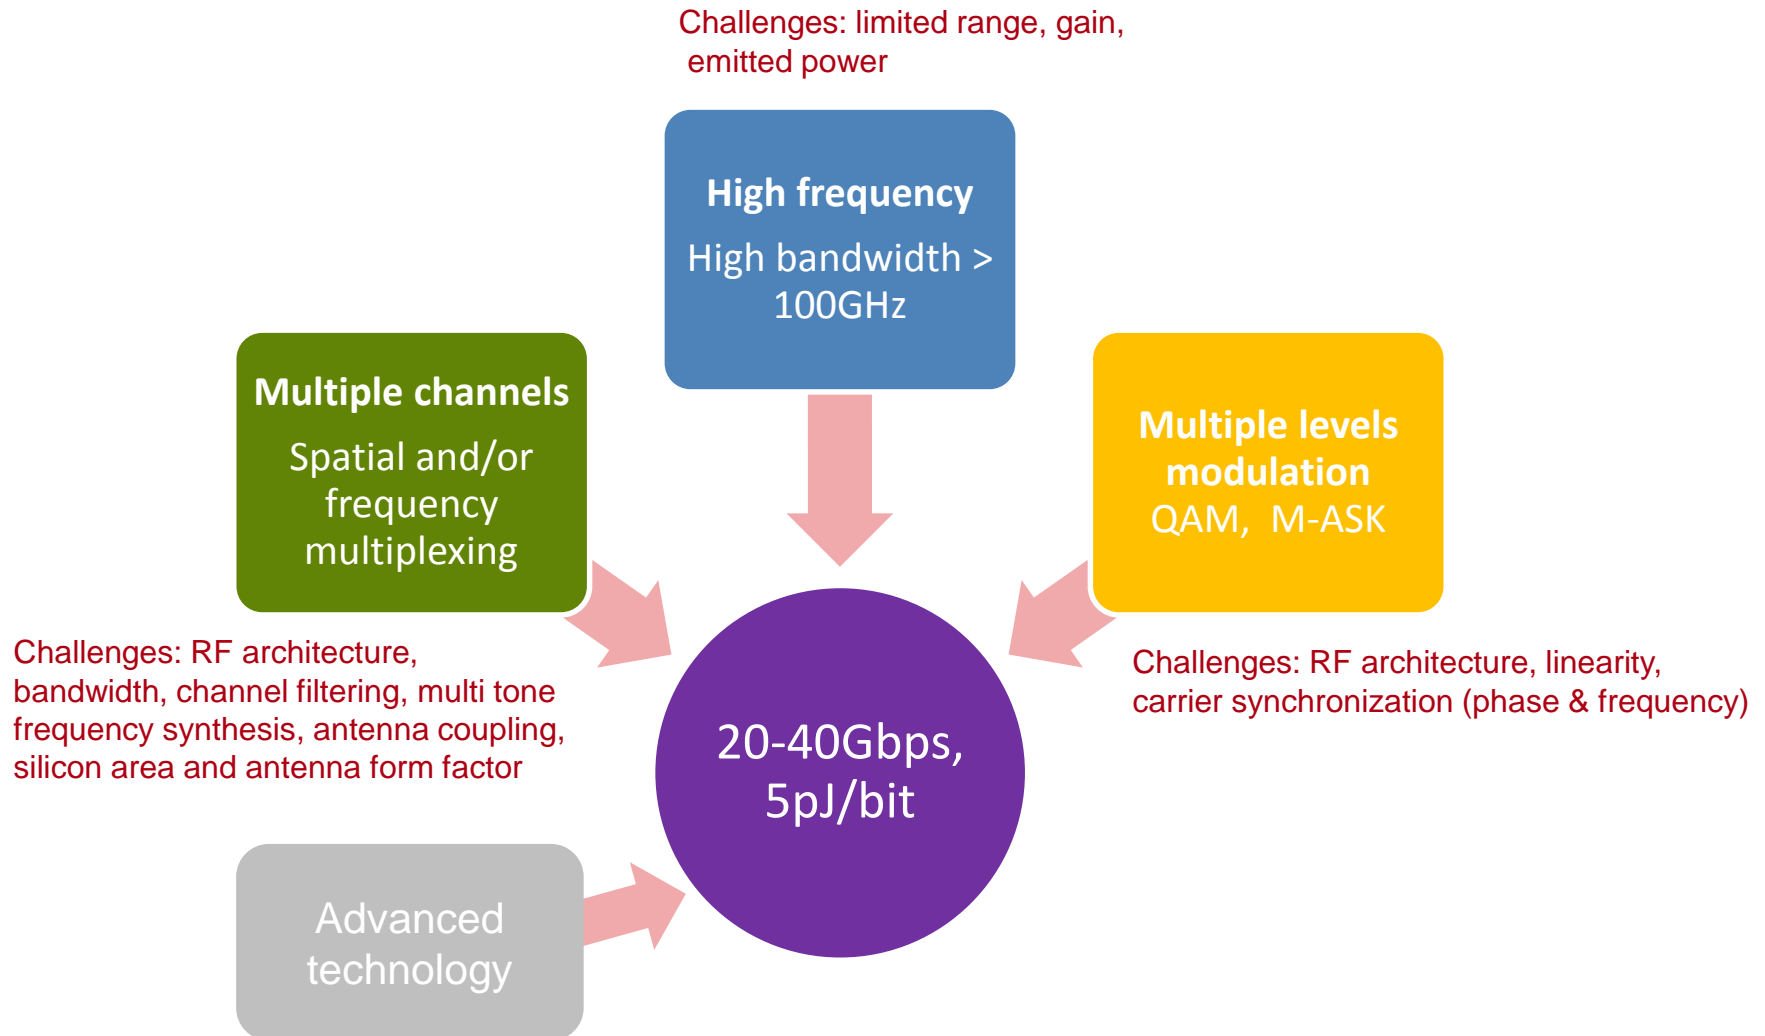 Challenges: limited range, gain,
emitted power
High frequency
High bandwidth >
100GHz
Multiple channels
Spatial and/or
frequency
multiplexing
Multiple levels
modulation
QAM, M-ASK
Challenges: RF architecture,
bandwidth, channel filtering, multi tone
frequency synthesis, antenna coupling,
silicon area and antenna form factor
Challenges: RF architecture, linearity,
carrier synchronization (phase & frequency)
20-40Gbps,
5pJ/bit
Advanced
technology